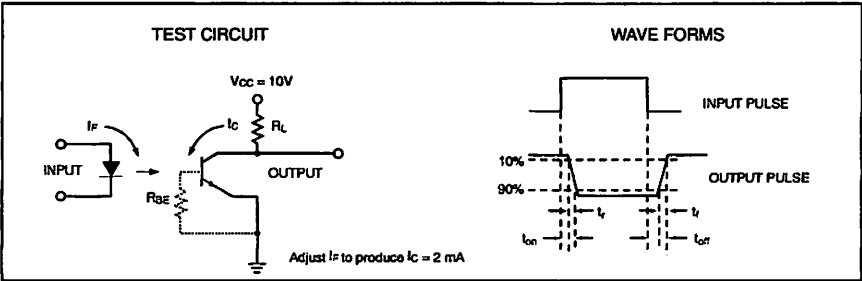 TEST CIRCUIT
WAVE FORMS
VCC = 10V
IF
IC
RL
INPUT PULSE
INPUT
OUTPUT
RBE
10%
90%
OUTPUT PULSE
tr
tf
ton
toff
Adjust IF to produce IC = 2 mA